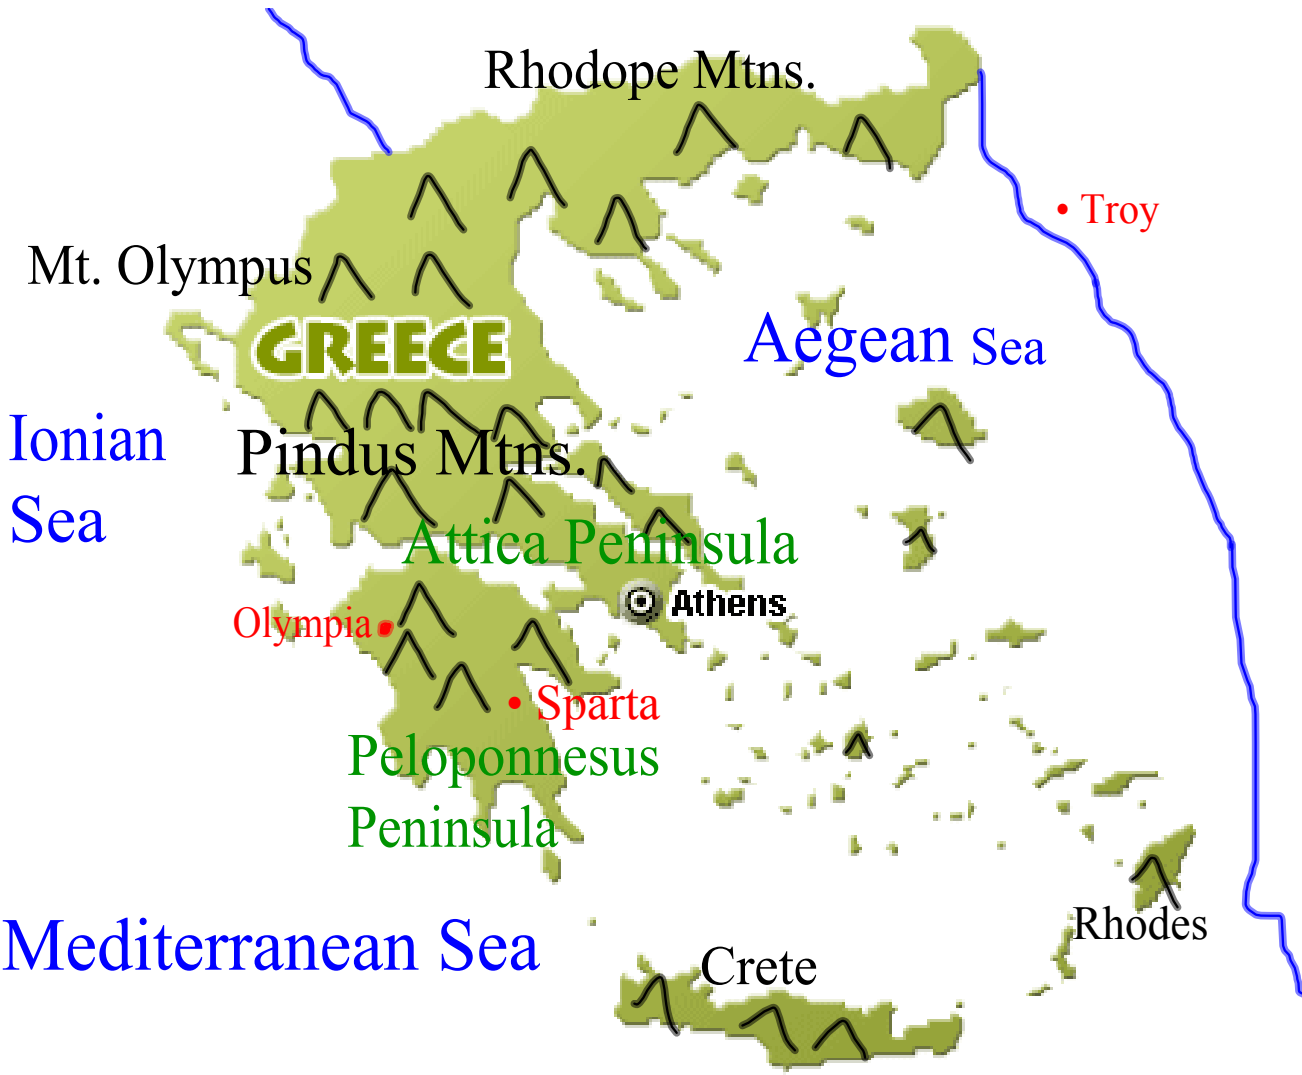 Rhodope Mtns.
• Troy
Mt. Olympus
GREECE
Aegean Sea
Ionian
Sea
Pindus Mtns.
Attica Peninsula
Athens
Olympia
• Sparta
Peloponnesus
Peninsula
Rhodes
Mediterranean Sea
Crete